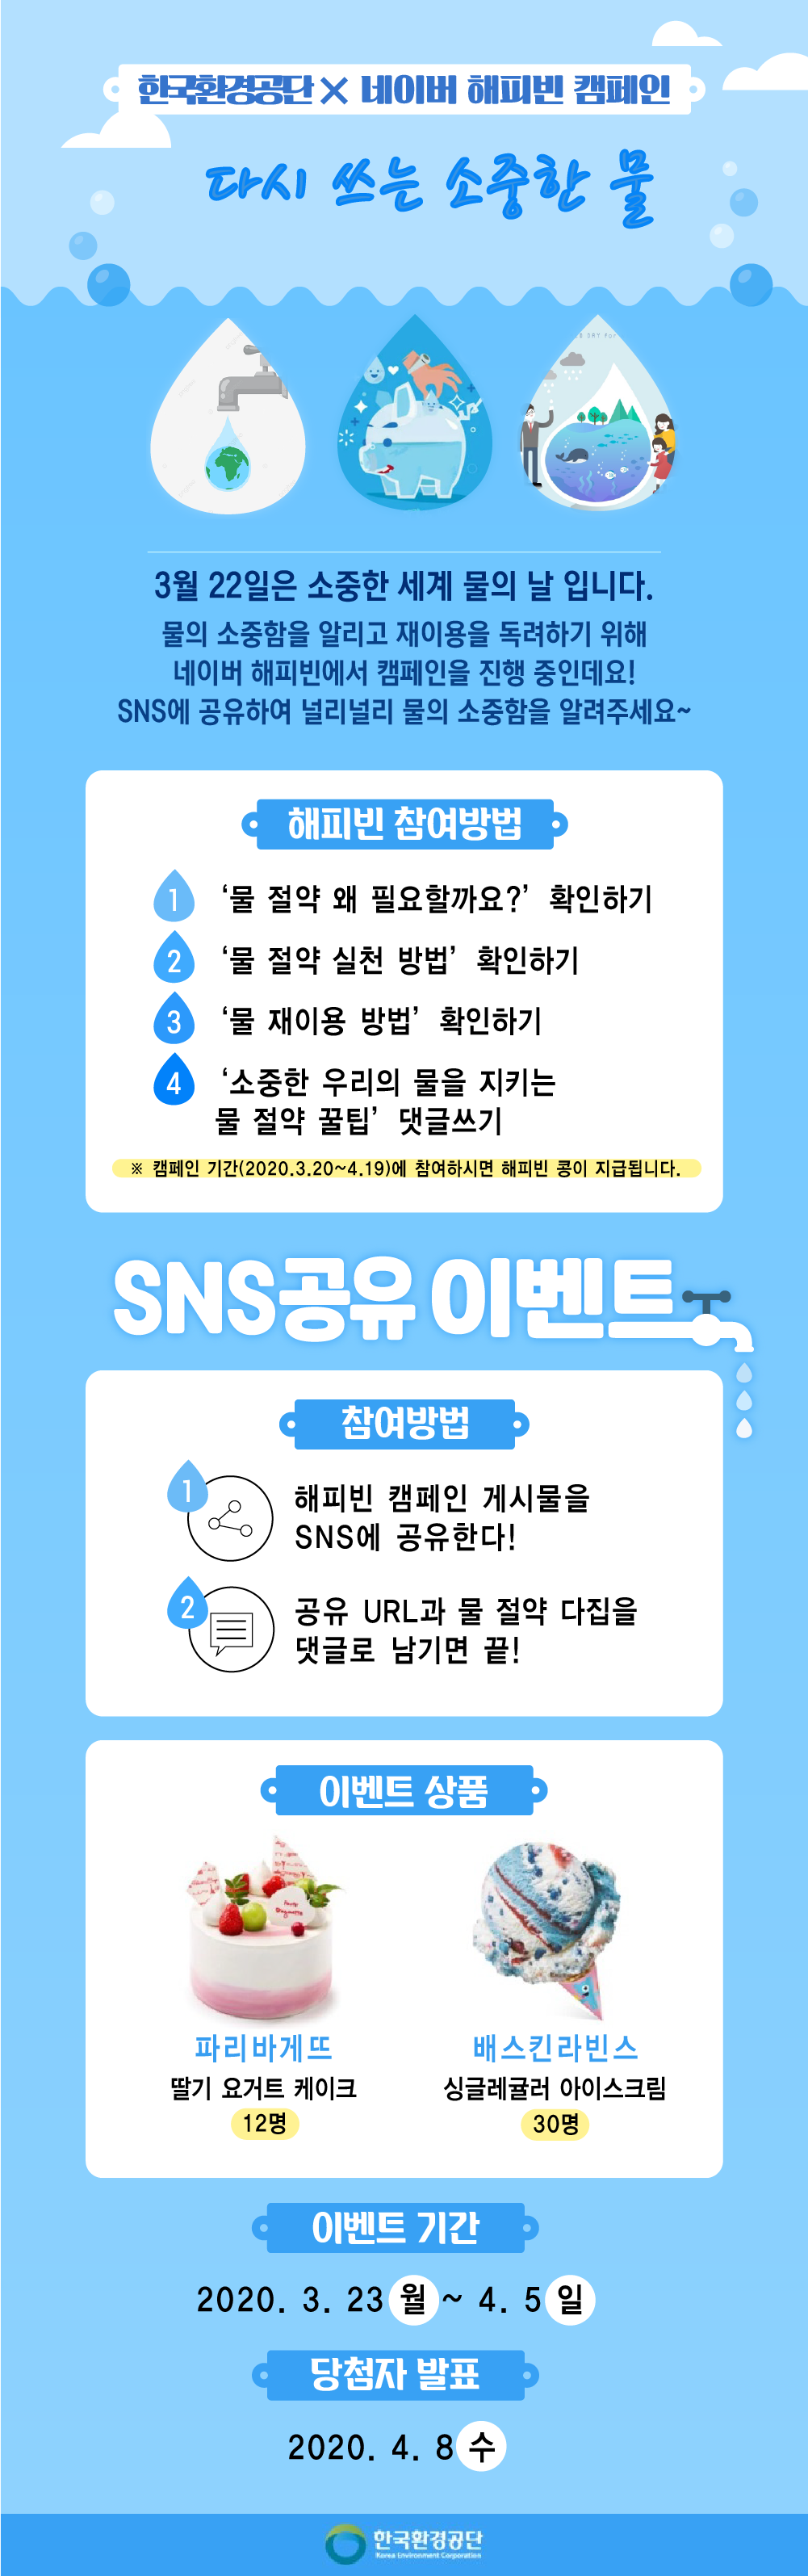 한국환경공단 × 네이버 해피빈 캠페인
다시 쓰는 소중한 물
3월 22일은 소중한 세계 물의 날 입니다.
물의 소중함을 알리고 재이용을 독려하기 위해
네이버 해피빈에서 캠페인을 진행 중인데요!
SNS에 공유하여 널리널리 물의 소중함을 알려주세요~
해피빈 참여방법
1 ‘물 절약 왜 필요할까요?’ 확인하기
2 ‘물 절약 실천 방법’ 확인하기
3 ‘물 재이용 방법’ 확인하기
4 ‘소중한 우리의 물을 지키는
물 절약 꿀팁’ 댓글쓰기
※ 캠페인 기간(2020.3.20~4.19)에 참여하시면 해피빈 콩이 지급됩니다.
SNS공유 이벤트
참여방법
1 해피빈 캠페인 게시물을
SNS에 공유한다!
2 공유 URL과 물 절약 다짐을
댓글로 남기면 끝!
이벤트 상품
파리바게뜨 배스킨라빈스
딸기 요거트 케이크 싱글레귤러 아이스크림
12명 30명
이벤트 기간
2020. 3. 23 월 ~ 4. 5 일
당첨자 발표
2020. 4. 8 수
한국환경공단
Korea Environment Corporation